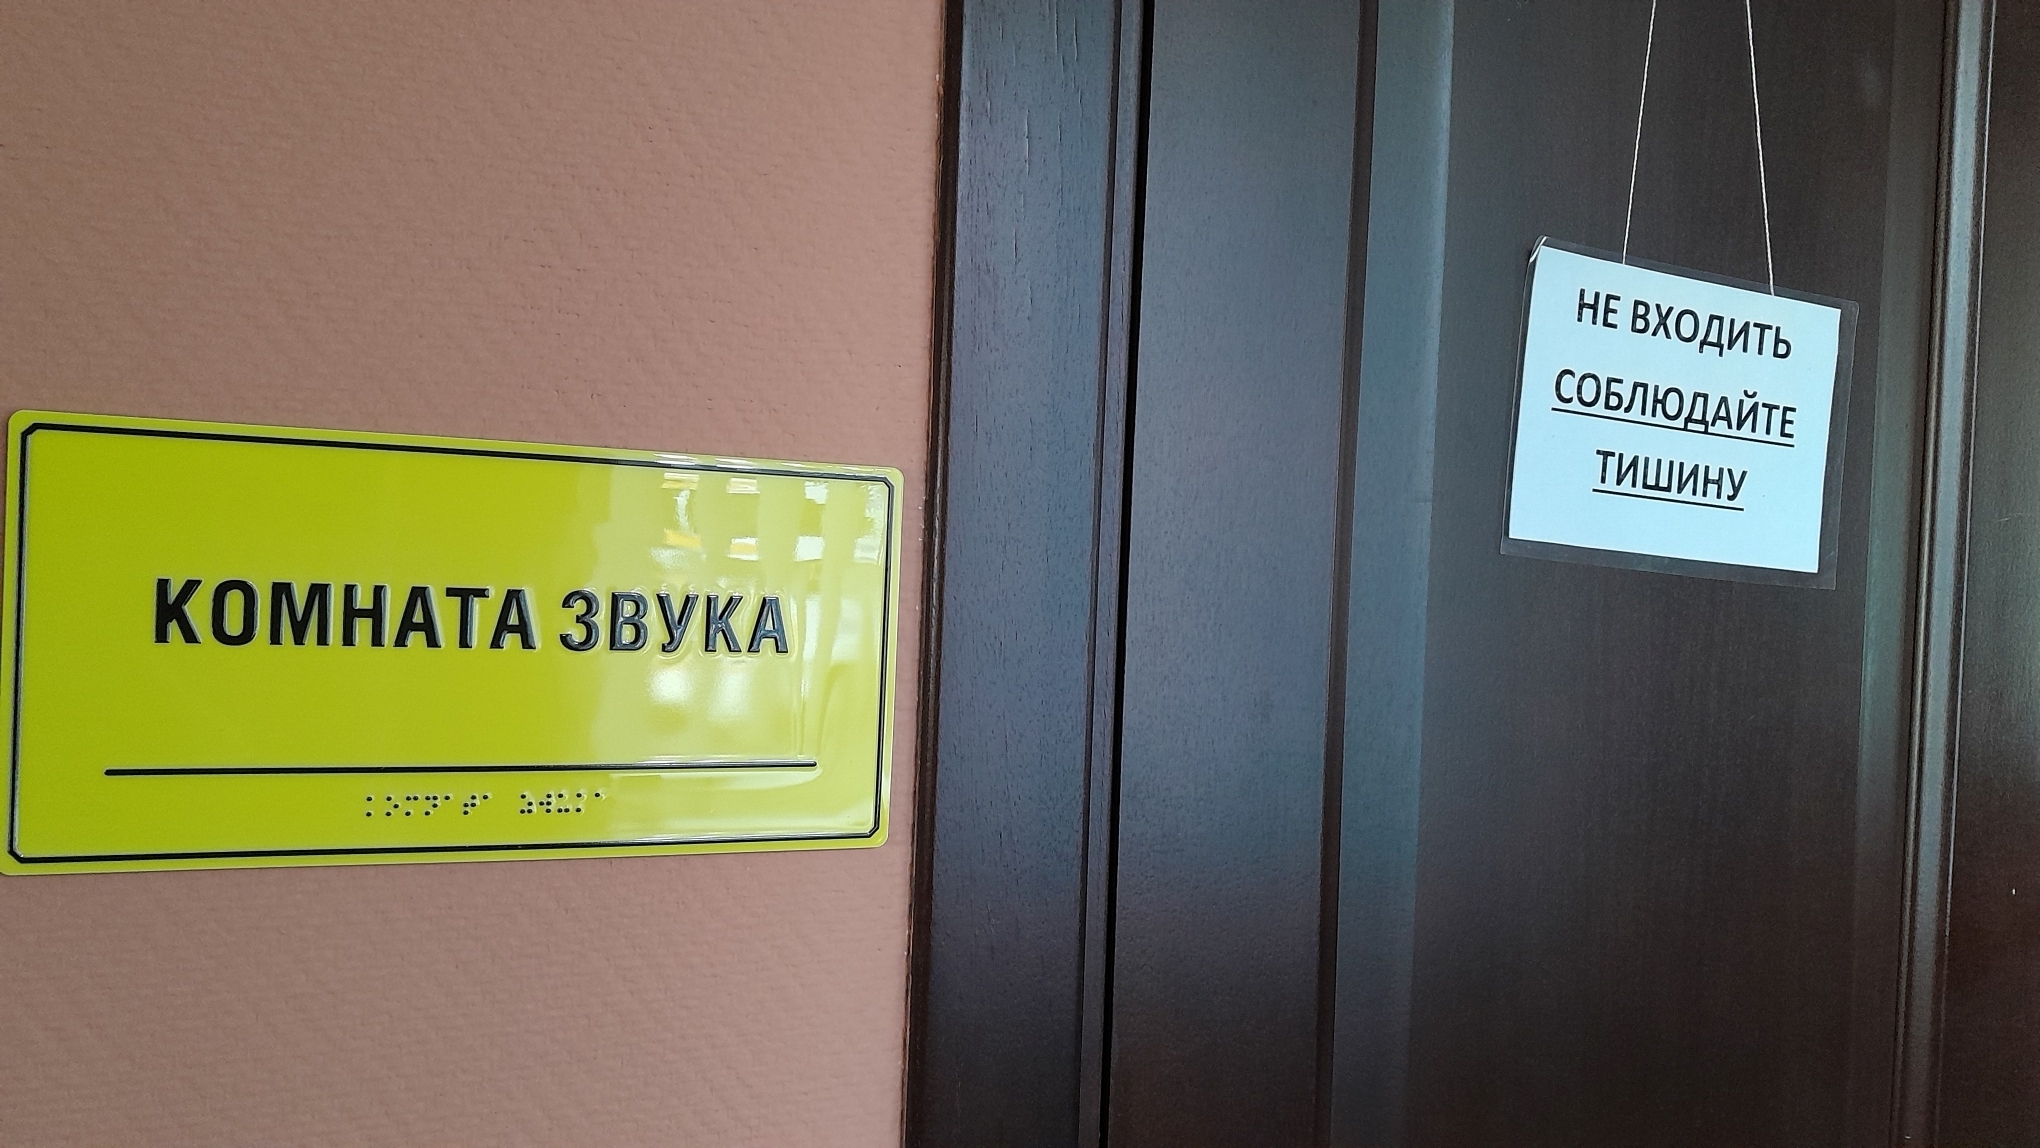 КОМНАТА ЗВУКА
⠅⠕⠍⠝⠁⠞⠁ ⠵⠺⠥⠅⠁
НЕ ВХОДИТЬ
СОБЛЮДАЙТЕ
ТИШИНУ